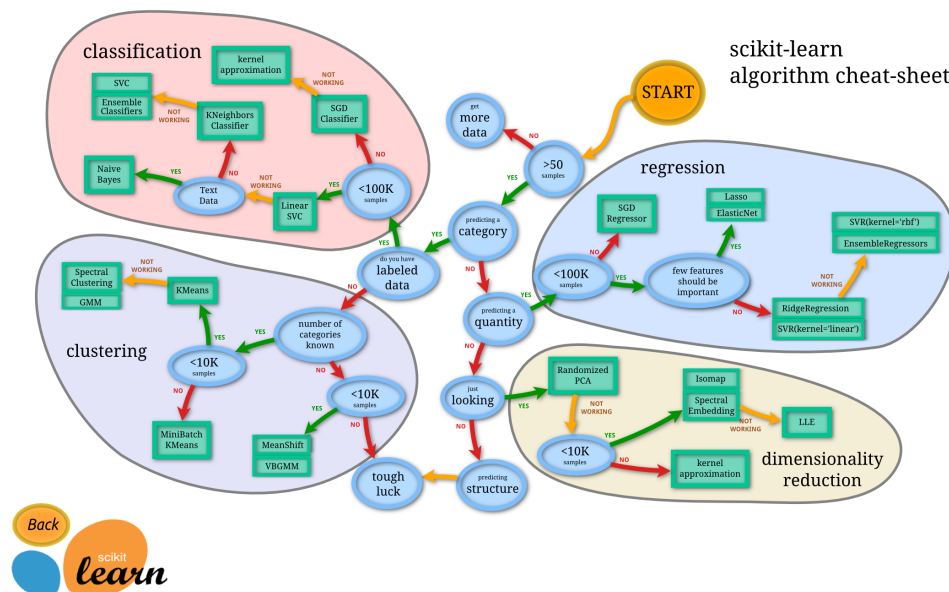 scikit-learn
algorithm cheat-sheet
classification
kernel
approximation
NOT
WORKING
START
get
more
data
SVC
Ensemble
Classifiers
NOT
WORKING
KNeighbors
Classifier
SGD
Classifier
NO
>50
samples
regression
NO
NO
YES
Naive
Bayes
YES
Text
Data
NOT
WORKING
Linear
SVC
YES
<100K
samples
predicting a
category
YES
YES
do you have
labeled
data
NO
SGD
Regressor
Lasso
ElasticNet
SVR(kernel='rbf')
EnsembleRegressors
YES
NO
<100K
samples
YES
few features
should be
important
NOT
WORKING
NO
RidgeRegression
SVR(kernel='linear')
YES
predicting a
quantity
Spectral
Clustering
GMM
NOT
WORKING
KMeans
NO
number of
categories
known
YES
YES
clustering
<10K
samples
NO
NO
MiniBatch
KMeans
<10K
samples
YES
NO
MeanShift
VBGMM
NO
just
looking
YES
Randomized
PCA
NOT
WORKING
Isomap
Spectral
Embedding
NOT
WORKING
LLE
YES
<10K
samples
NO
kernel
approximation
dimensionality
reduction
NO
tough
luck
predicting
structure
Back
scikit
learn